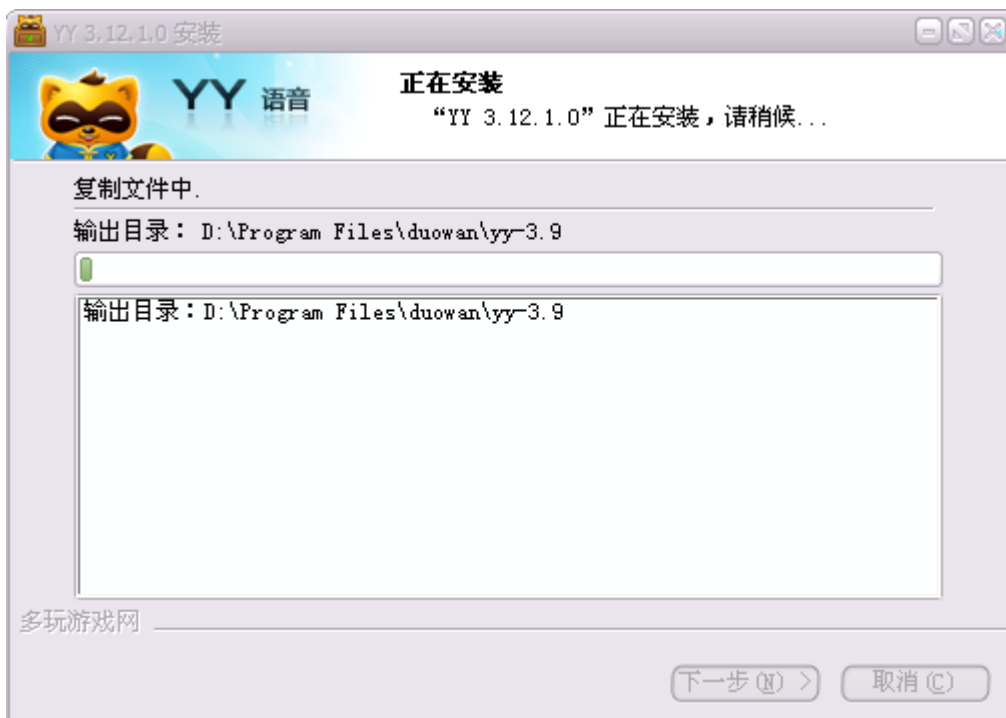 YY 3.12.1.0 安装
YY 语音
正在安装
“YY 3.12.1.0” 正在安装，请稍候...
复制文件中.
输出目录： D:\Program Files\duowan\yy-3.9
输出目录：D:\Program Files\duowan\yy-3.9
多玩游戏网
下一步(N) >
取消(C)